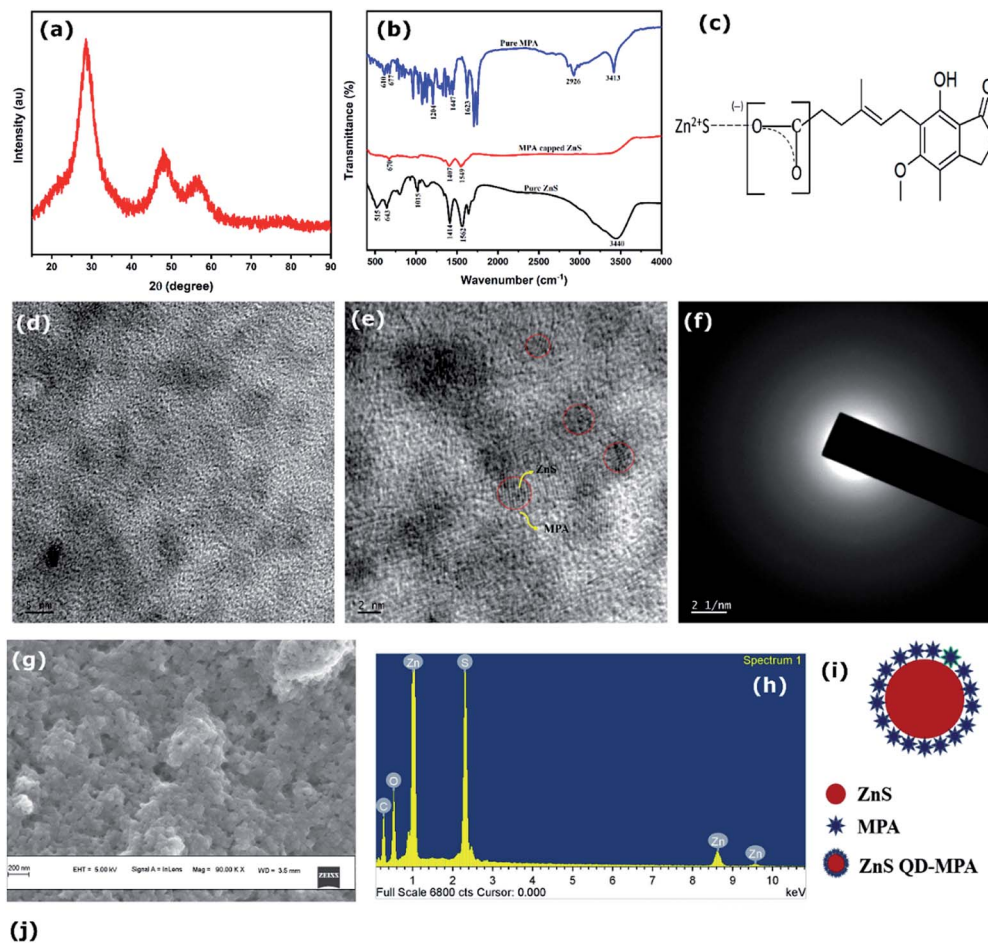 (a)
Intensity (au)
15 20 30 40 50 60 70 80 90
2θ (degree)
(b)
Transmittance (%)
Pure MPA
610
677
1204
1447
1623
2926
3413
MPA capped ZnS
670
1407
1549
Pure ZnS
515
643
1015
1414
1562
3440
500 1000 1500 2000 2500 3000 3500 4000
Wavenumber (cm⁻¹)
(c)
Zn²⁺S
(-)
O
C
O
OH
O
O
(d)
5 nm
(e)
ZnS
MPA
2 nm
(f)
2 1/nm
(g)
200 nm
EHT = 5.00 kV Signal A = InLens Mag = 90.00 K X WD = 3.5 mm
ZEISS
(h)
Spectrum 1
C
O
Zn
S
Zn
Zn
0 1 2 3 4 5 6 7 8 9 10
Full Scale 6800 cts Cursor: 0.000
keV
(i)
ZnS
MPA
ZnS QD-MPA
(j)